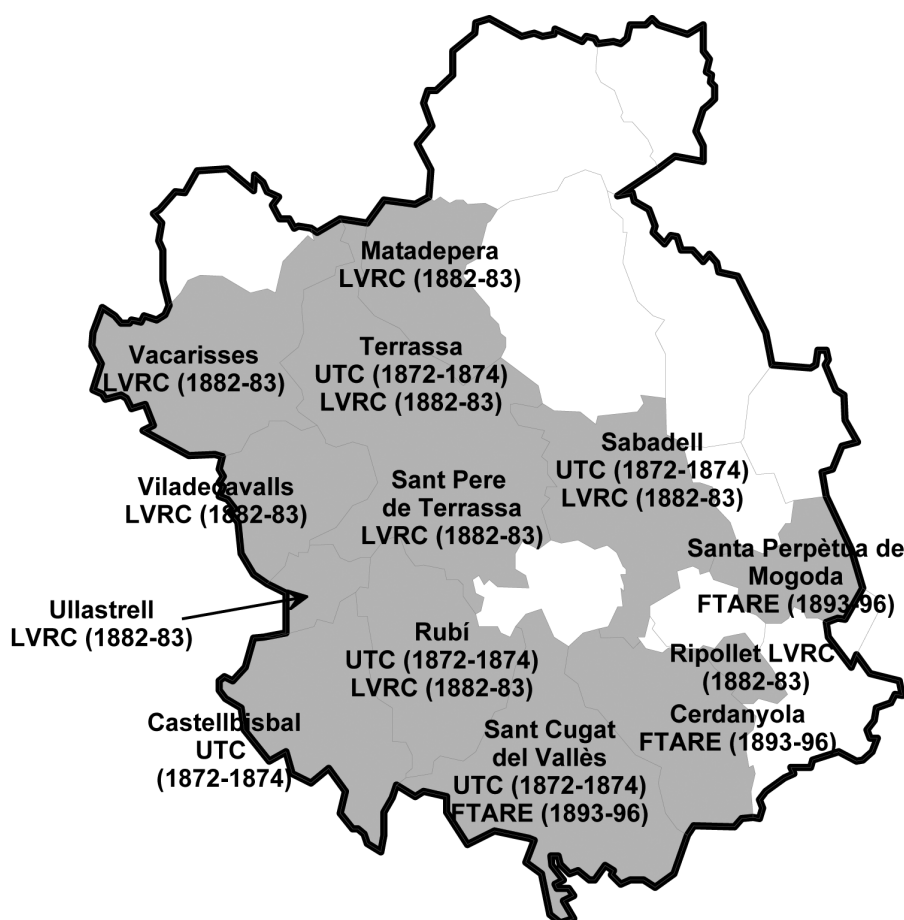 Matadepera
LVRC (1882-83)
Vacarisses
LVRC (1882-83)
Terrassa
UTC (1872-1874)
LVRC (1882-83)
Sabadell
UTC (1872-1874)
LVRC (1882-83)
Viladecavalls
LVRC (1882-83)
Sant Pere
de Terrassa
LVRC (1882-83)
Santa Perpètua de
Mogoda
FTARE (1893-96)
Ullastrell
LVRC (1882-83)
Rubí
UTC (1872-1874)
LVRC (1882-83)
Ripollet LVRC
(1882-83)
Castellbisbal
UTC
(1872-1874)
Sant Cugat
del Vallès
UTC (1872-1874)
FTARE (1893-96)
Cerdanyola
FTARE (1893-96)